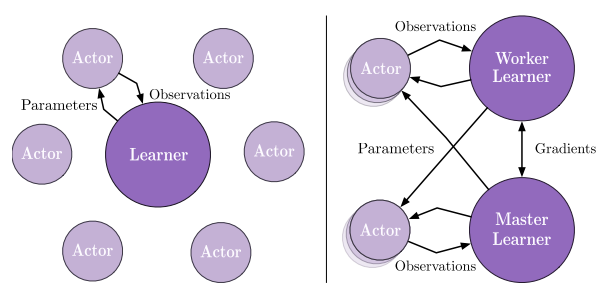 Actor
Actor
Parameters
Observations
Actor
Learner
Actor
Actor
Actor
Observations
Actor
Worker
Learner
Parameters
Gradients
Actor
Master
Learner
Observations